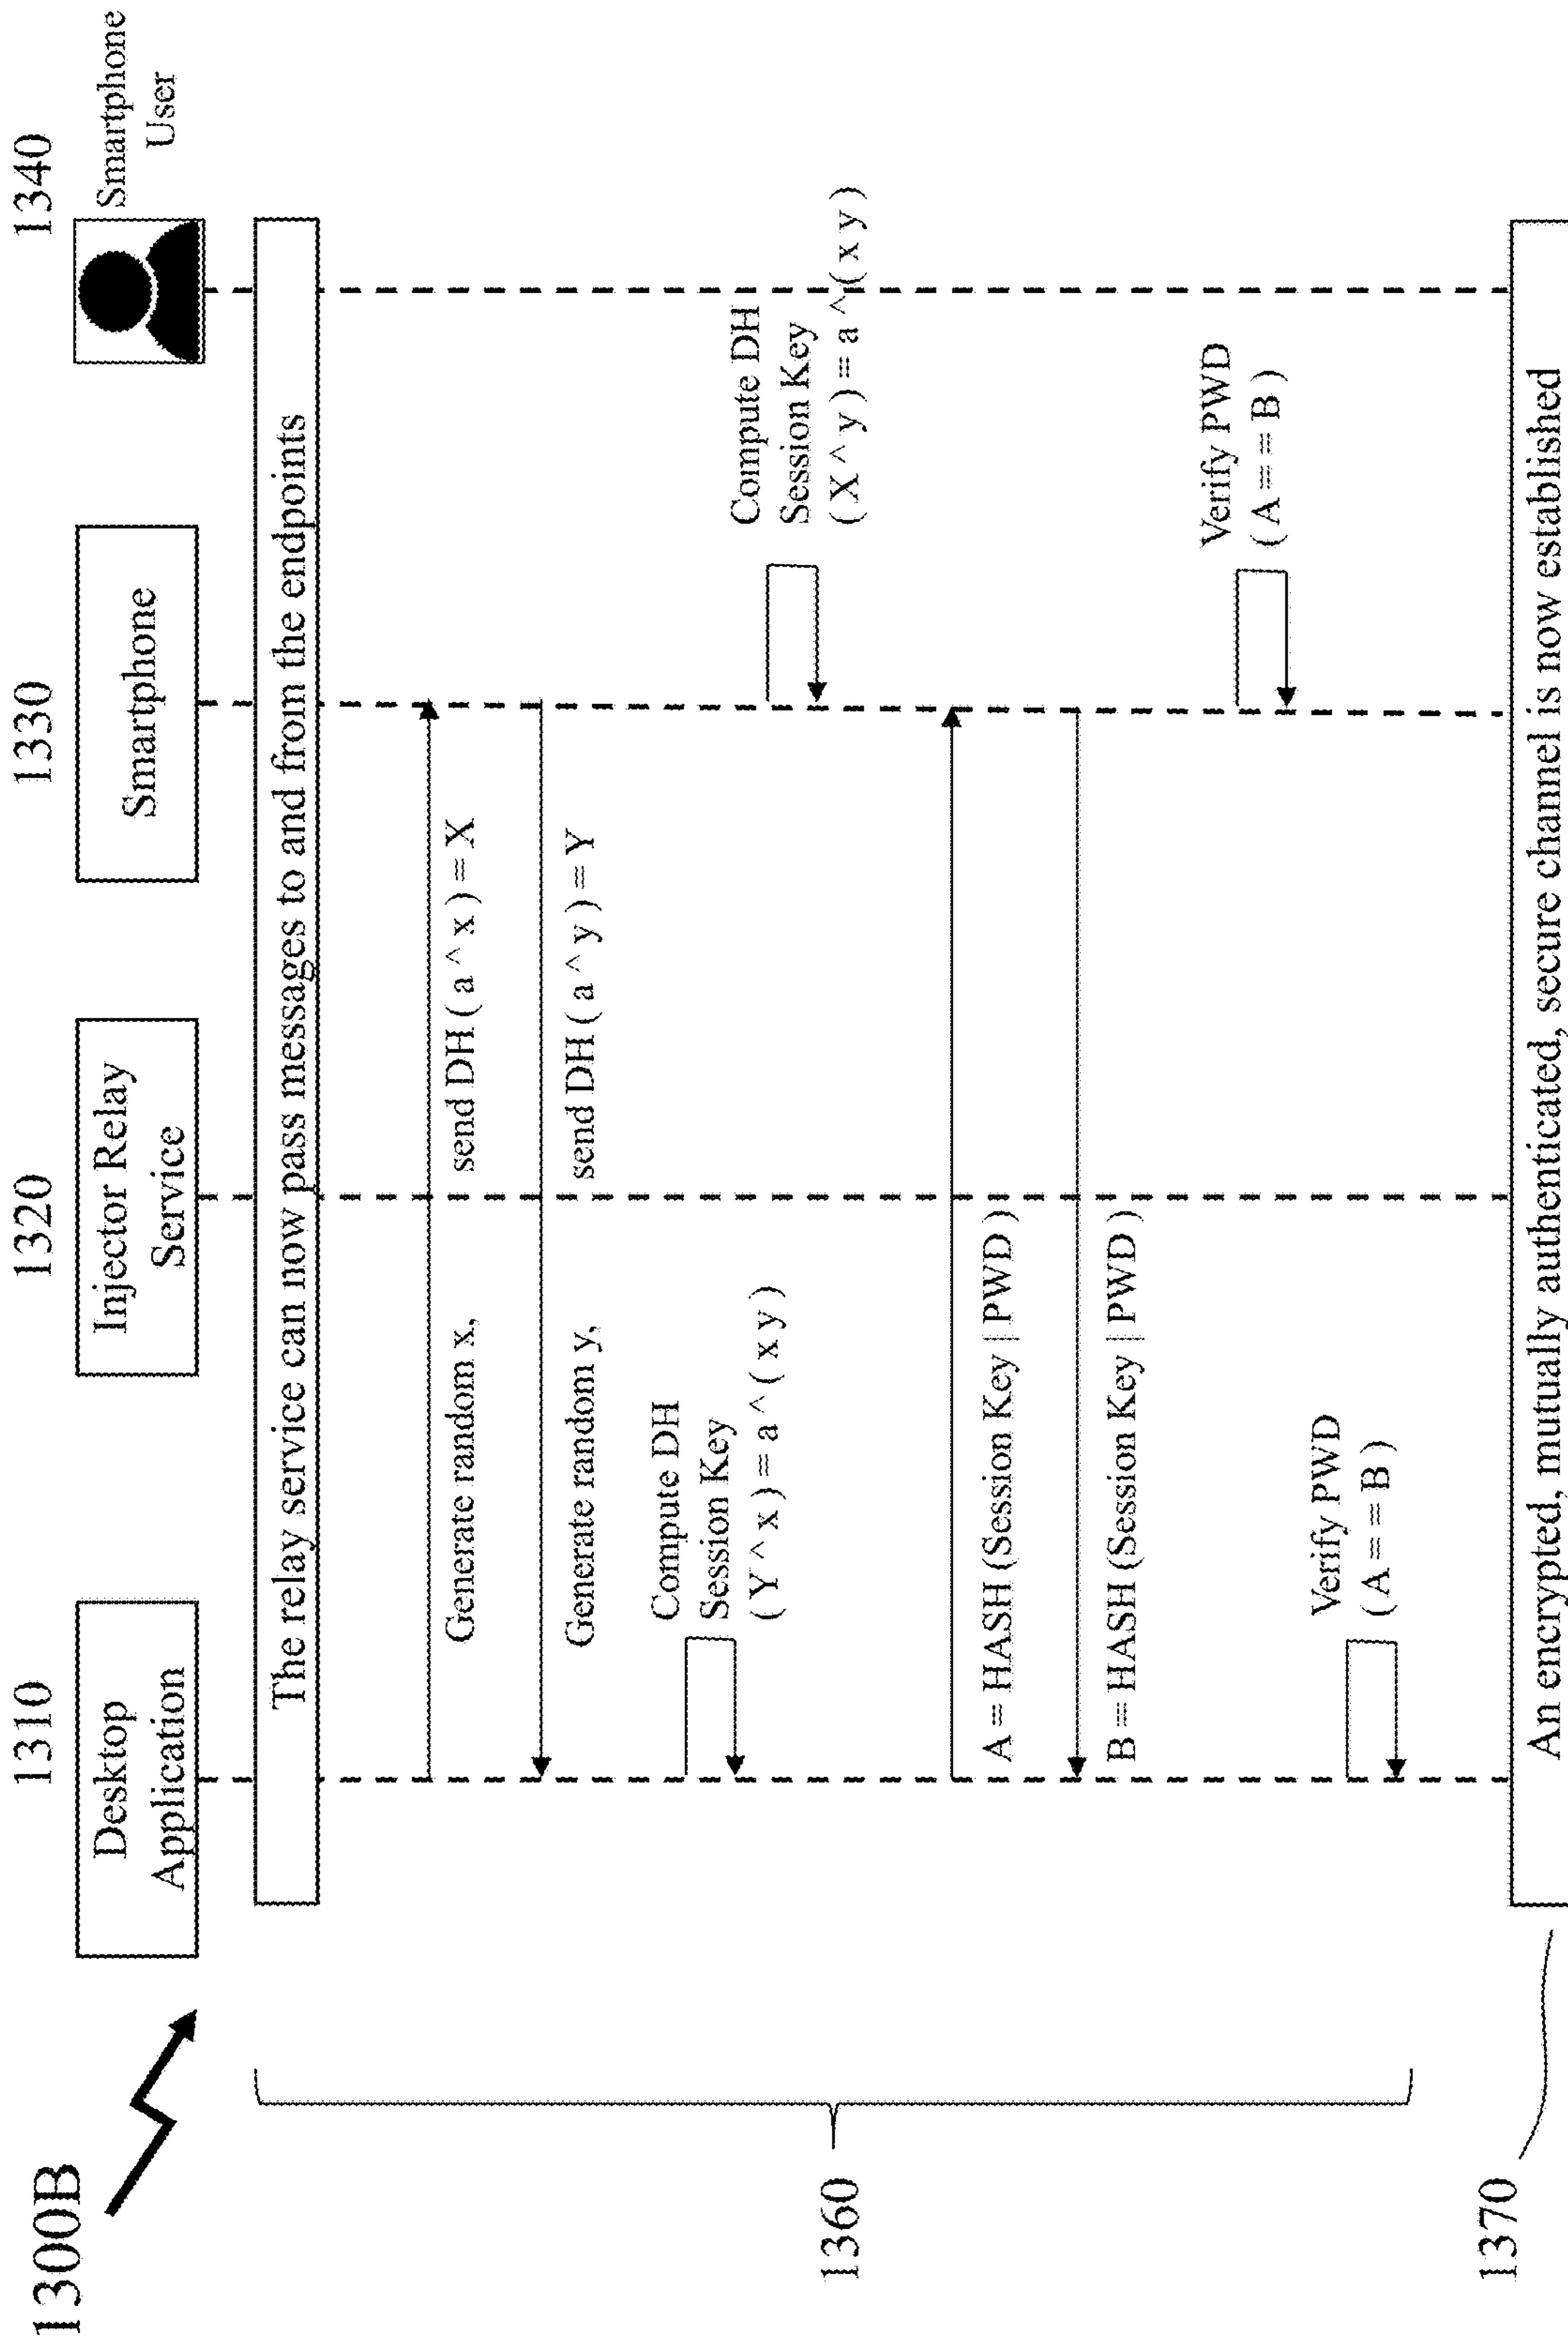 1300B
1310
1320
1330
1340
Desktop
Application
Injector Relay
Service
Smartphone
Smartphone
User
The relay service can now pass messages to and from the endpoints
Generate random x,
send DH ( a ^ x ) = X
Generate random y,
send DH ( a ^ y ) = Y
Compute DH
Session Key
( Y ^ x ) = a ^ ( x y )
Compute DH
Session Key
( X ^ y ) = a ^ ( x y )
1360
A = HASH (Session Key | PWD )
B = HASH (Session Key | PWD )
Verify PWD
( A = = B )
Verify PWD
( A = = B )
1370
An encrypted, mutually authenticated, secure channel is now established